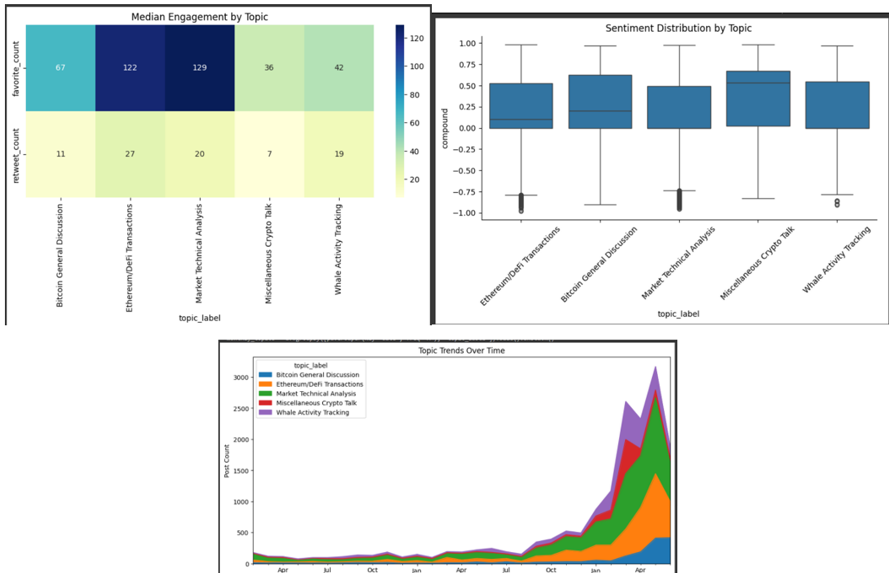 Median Engagement by Topic
favorite_count
67 122 129 36 42
retweet_count
11 27 20 7 19
120
100
80
60
40
20
Bitcoin General Discussion
Ethereum/DeFi Transactions
Market Technical Analysis
Miscellaneous Crypto Talk
Whale Activity Tracking
topic_label
Sentiment Distribution by Topic
compound
1.00
0.75
0.50
0.25
0.00
−0.25
−0.50
−0.75
−1.00
Ethereum/DeFi Transactions
Bitcoin General Discussion
Market Technical Analysis
Miscellaneous Crypto Talk
Whale Activity Tracking
topic_label
Topic Trends Over Time
topic_label
Bitcoin General Discussion
Ethereum/DeFi Transactions
Market Technical Analysis
Miscellaneous Crypto Talk
Whale Activity Tracking
Post Count
3000
2500
2000
1500
1000
500
0
Apr Jul Oct Jan Apr Jul Oct Jan Apr